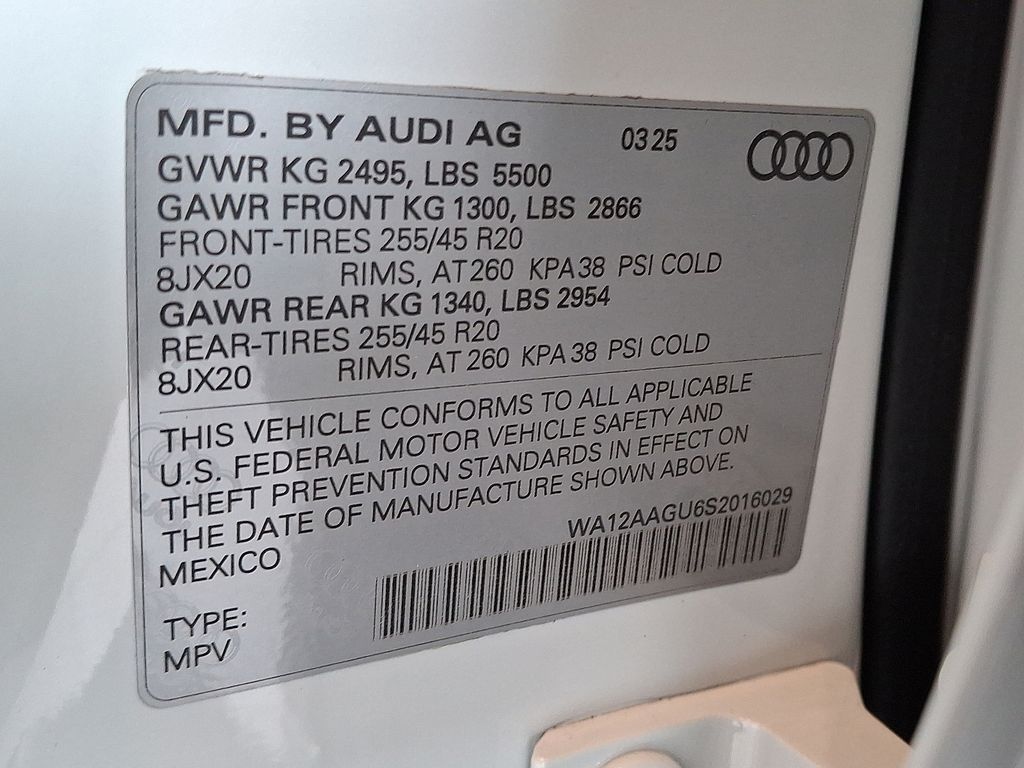 MFD. BY AUDI AG 03 25
GVWR KG 2495, LBS 5500
GAWR FRONT KG 1300, LBS 2866
FRONT-TIRES 255/45 R20
8JX20 RIMS, AT 260 KPA 38 PSI COLD
GAWR REAR KG 1340, LBS 2954
REAR-TIRES 255/45 R20
8JX20 RIMS, AT 260 KPA 38 PSI COLD
THIS VEHICLE CONFORMS TO ALL APPLICABLE
U.S. FEDERAL MOTOR VEHICLE SAFETY AND
THEFT PREVENTION STANDARDS IN EFFECT ON
THE DATE OF MANUFACTURE SHOWN ABOVE.
MEXICO WA12AAGU6S2016029
TYPE:
MPV